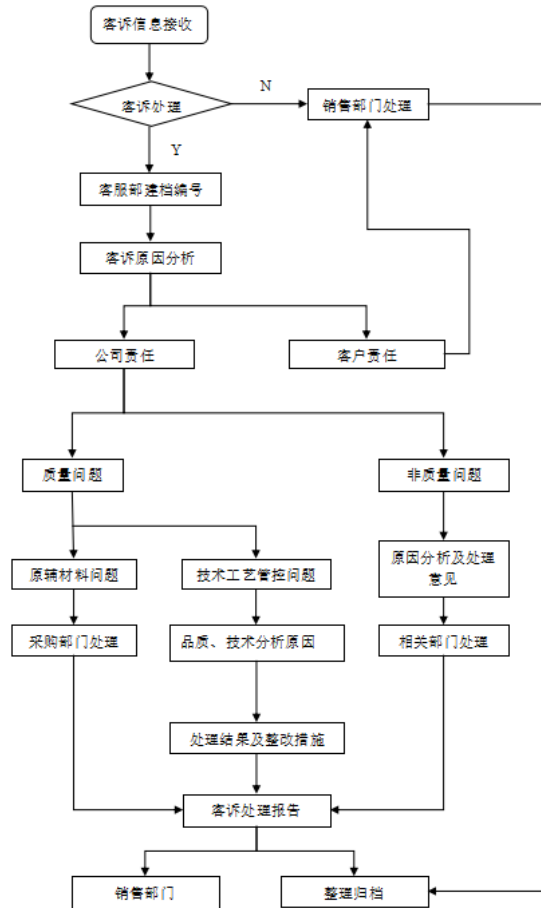 客诉信息接收
客诉处理
N
销售部门处理
Y
客服部建档编号
客诉原因分析
公司责任
客户责任
质量问题
非质量问题
原辅材料问题
技术工艺管控问题
原因分析及处理
意见
采购部门处理
品质、技术分析原因
相关部门处理
处理结果及整改措施
客诉处理报告
销售部门
整理归档